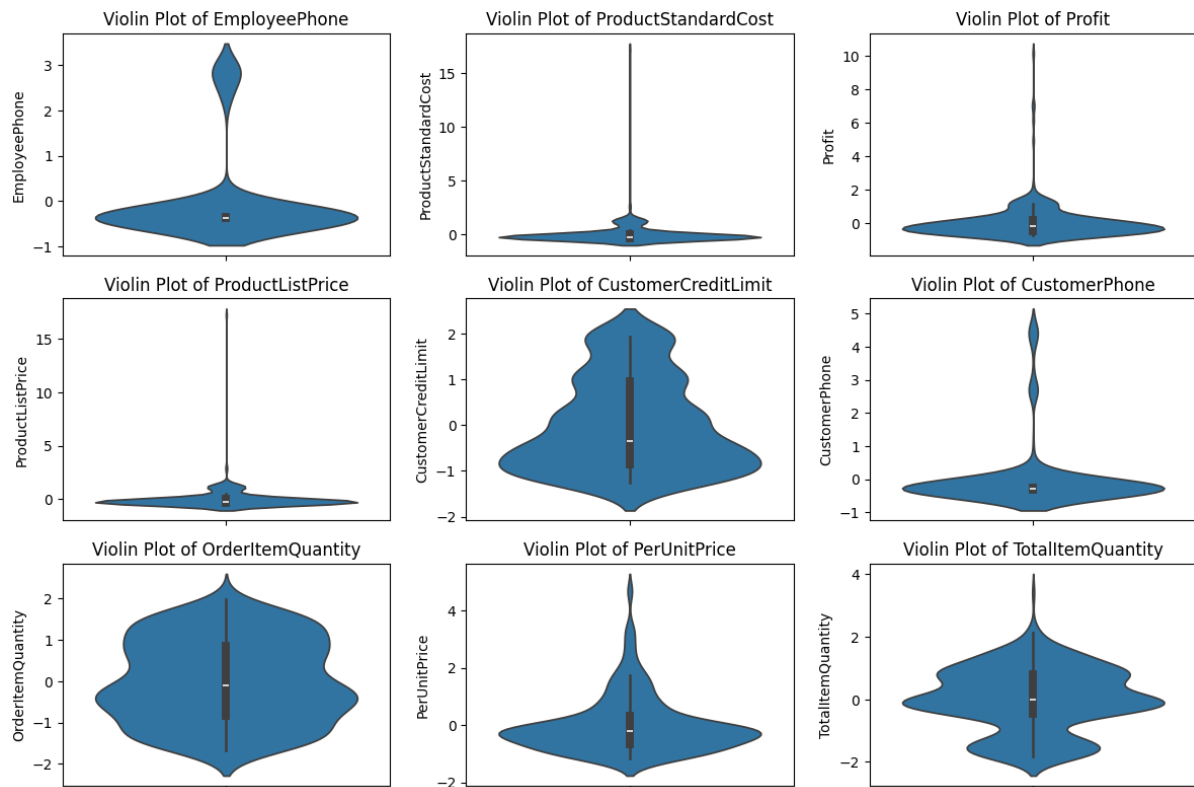 Violin Plot of EmployeePhone
EmployeePhone
3
2
1
0
−1
Violin Plot of ProductStandardCost
ProductStandardCost
15
10
5
0
Violin Plot of Profit
Profit
10
8
6
4
2
0
Violin Plot of ProductListPrice
ProductListPrice
15
10
5
0
Violin Plot of CustomerCreditLimit
CustomerCreditLimit
2
1
0
−1
−2
Violin Plot of CustomerPhone
CustomerPhone
5
4
3
2
1
0
−1
Violin Plot of OrderItemQuantity
OrderItemQuantity
2
1
0
−1
−2
Violin Plot of PerUnitPrice
PerUnitPrice
4
2
0
−2
Violin Plot of TotalItemQuantity
TotalItemQuantity
4
2
0
−2